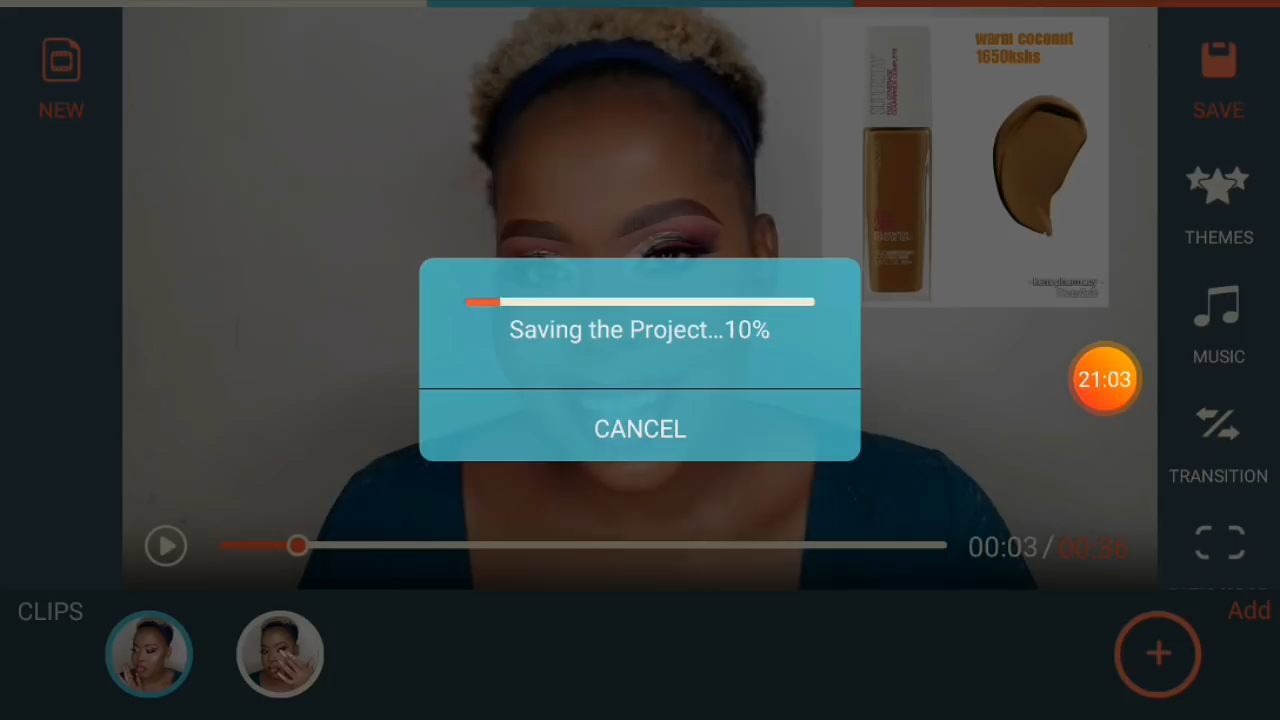 NEW
warm coconut
1650kshs
SAVE
THEMES
MUSIC
21:03
TRANSITION
Saving the Project...10%
CANCEL
00:03 / 00:36
CLIPS
Add